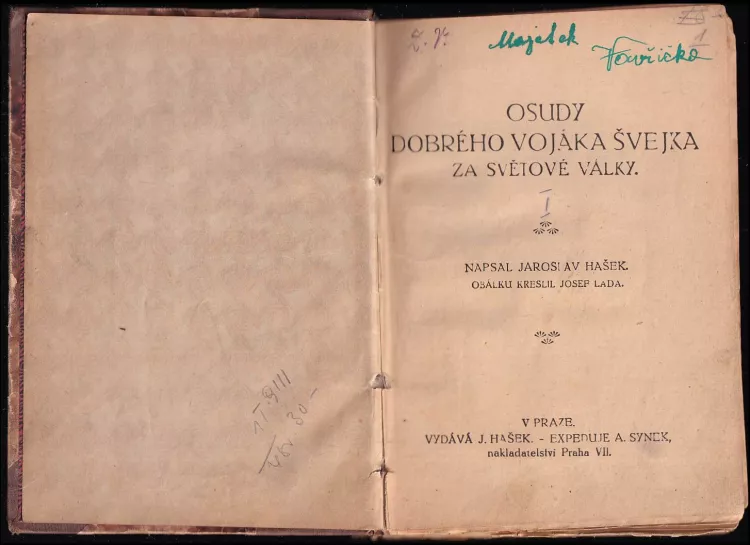 1
Majetek
OSUDY
DOBRÉHO VOJÁKA ŠVEJKA
ZA SVĚTOVÉ VÁLKY.
I
NAPSAL JAROSLAV HAŠEK.
OBÁLKU KRESLIL JOSEF LADA.
V PRAZE.
VYDÁVÁ J. HAŠEK. - EXPEDUJE A. SYNEK,
nakladatelství Praha VII.